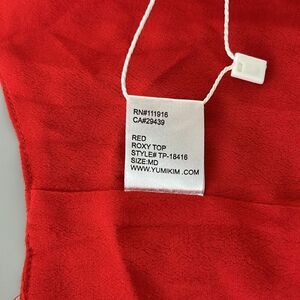 RN#111916
CA#29439
RED
ROXY TOP
STYLE# TP-18416
SIZE:MD
WWW.YUMIKIM .COM